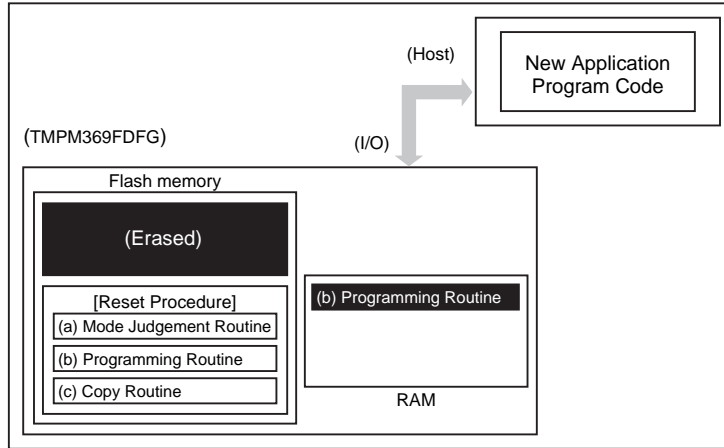 (Host)
New Application
Program Code
(TMPM369FDFG)
(I/O)
Flash memory
(Erased)
[Reset Procedure]
(a) Mode Judgement Routine
(b) Programming Routine
(c) Copy Routine
(b) Programming Routine
RAM